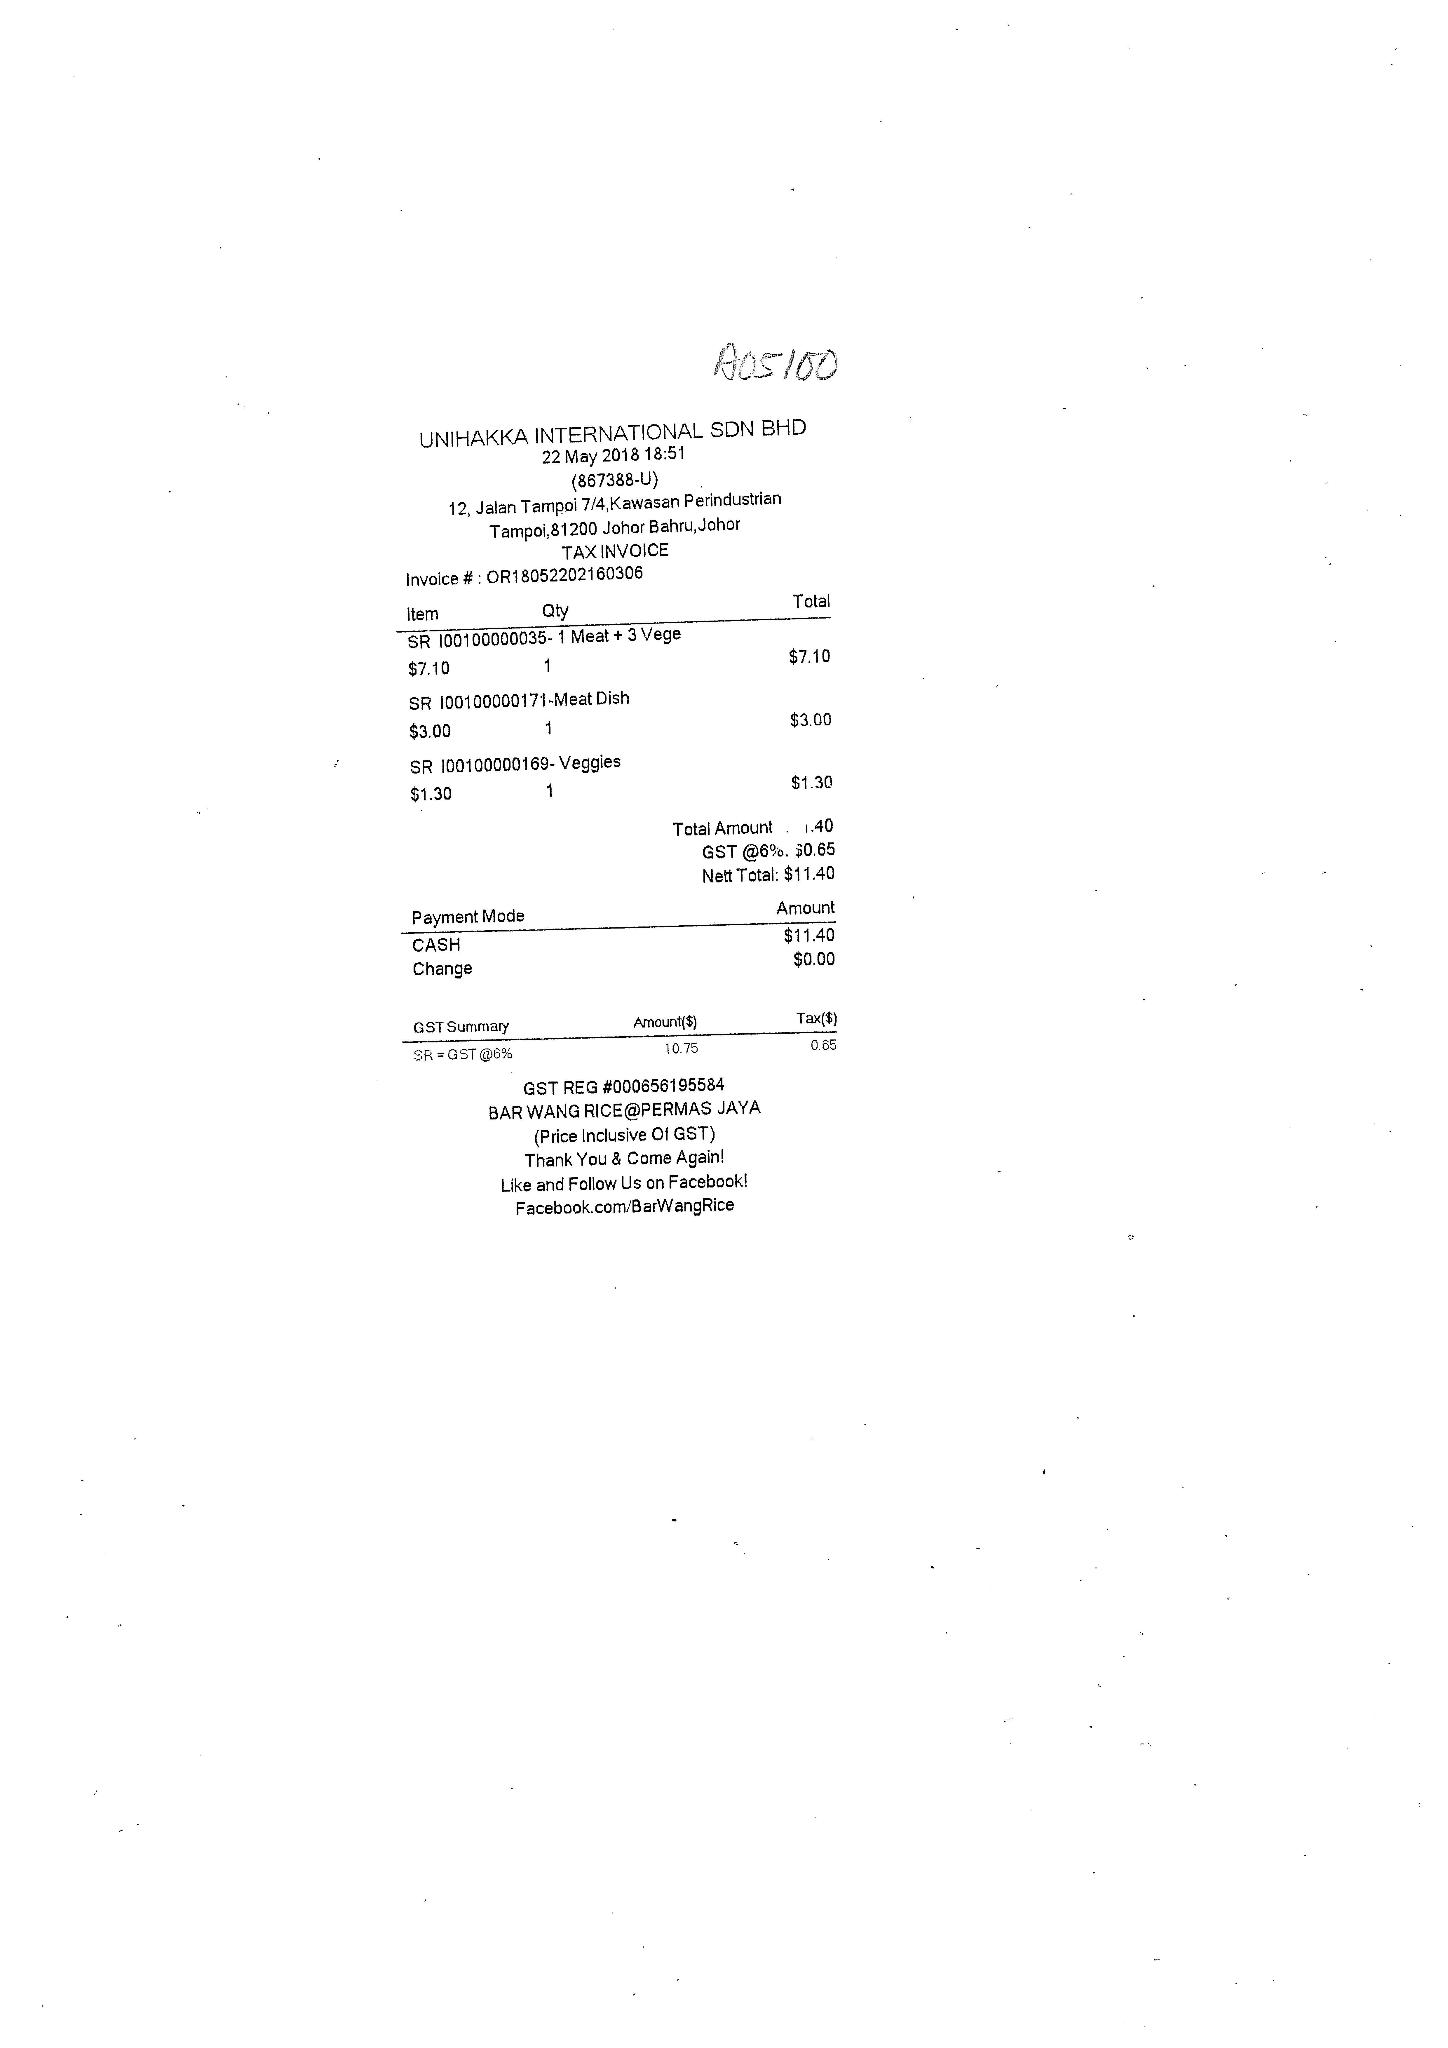 A05100
UNIHAKKA INTERNATIONAL SDN BHD
22 May 2018 18:51
(867388-U)
12, Jalan Tampoi 7/4,Kawasan Perindustrian
Tampoi,81200 Johor Bahru,Johor
TAX INVOICE
Invoice # : OR18052202160306
Item Qty Total
SR I00100000035- 1 Meat + 3 Vege
$7.10 1 $7.10
SR I00100000171-Meat Dish
$3.00 1 $3.00
SR I00100000169- Veggies
$1.30 1 $1.30
Total Amount
GST @6%. $0.65
Nett Total: $11.40
Payment Mode Amount
CASH $11.40
Change $0.00
GST Summary Amount($) Tax($)
SR = GST @6% 10.75 0.65
GST REG #000656195584
BAR WANG RICE@PERMAS JAYA
(Price Inclusive Of GST)
Thank You & Come Again!
Like and Follow Us on Facebook!
Facebook.com/BarWangRice